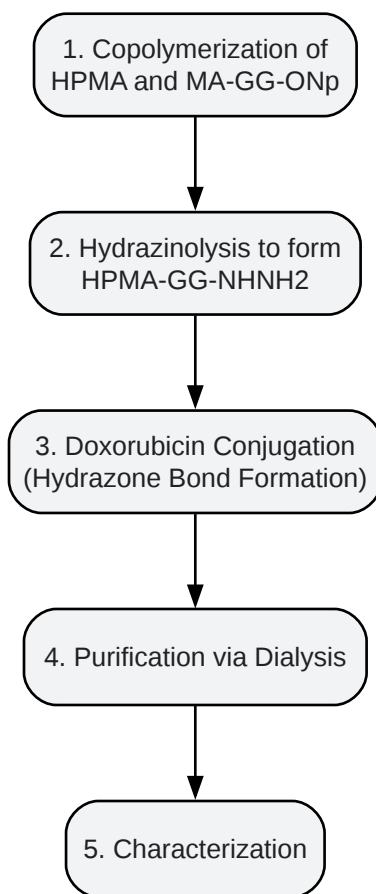 1. Copolymerization of
HPMA and MA-GG-ONp
2. Hydrazinolysis to form
HPMA-GG-NHNH2
3. Doxorubicin Conjugation
(Hydrazone Bond Formation)
4. Purification via Dialysis
5. Characterization